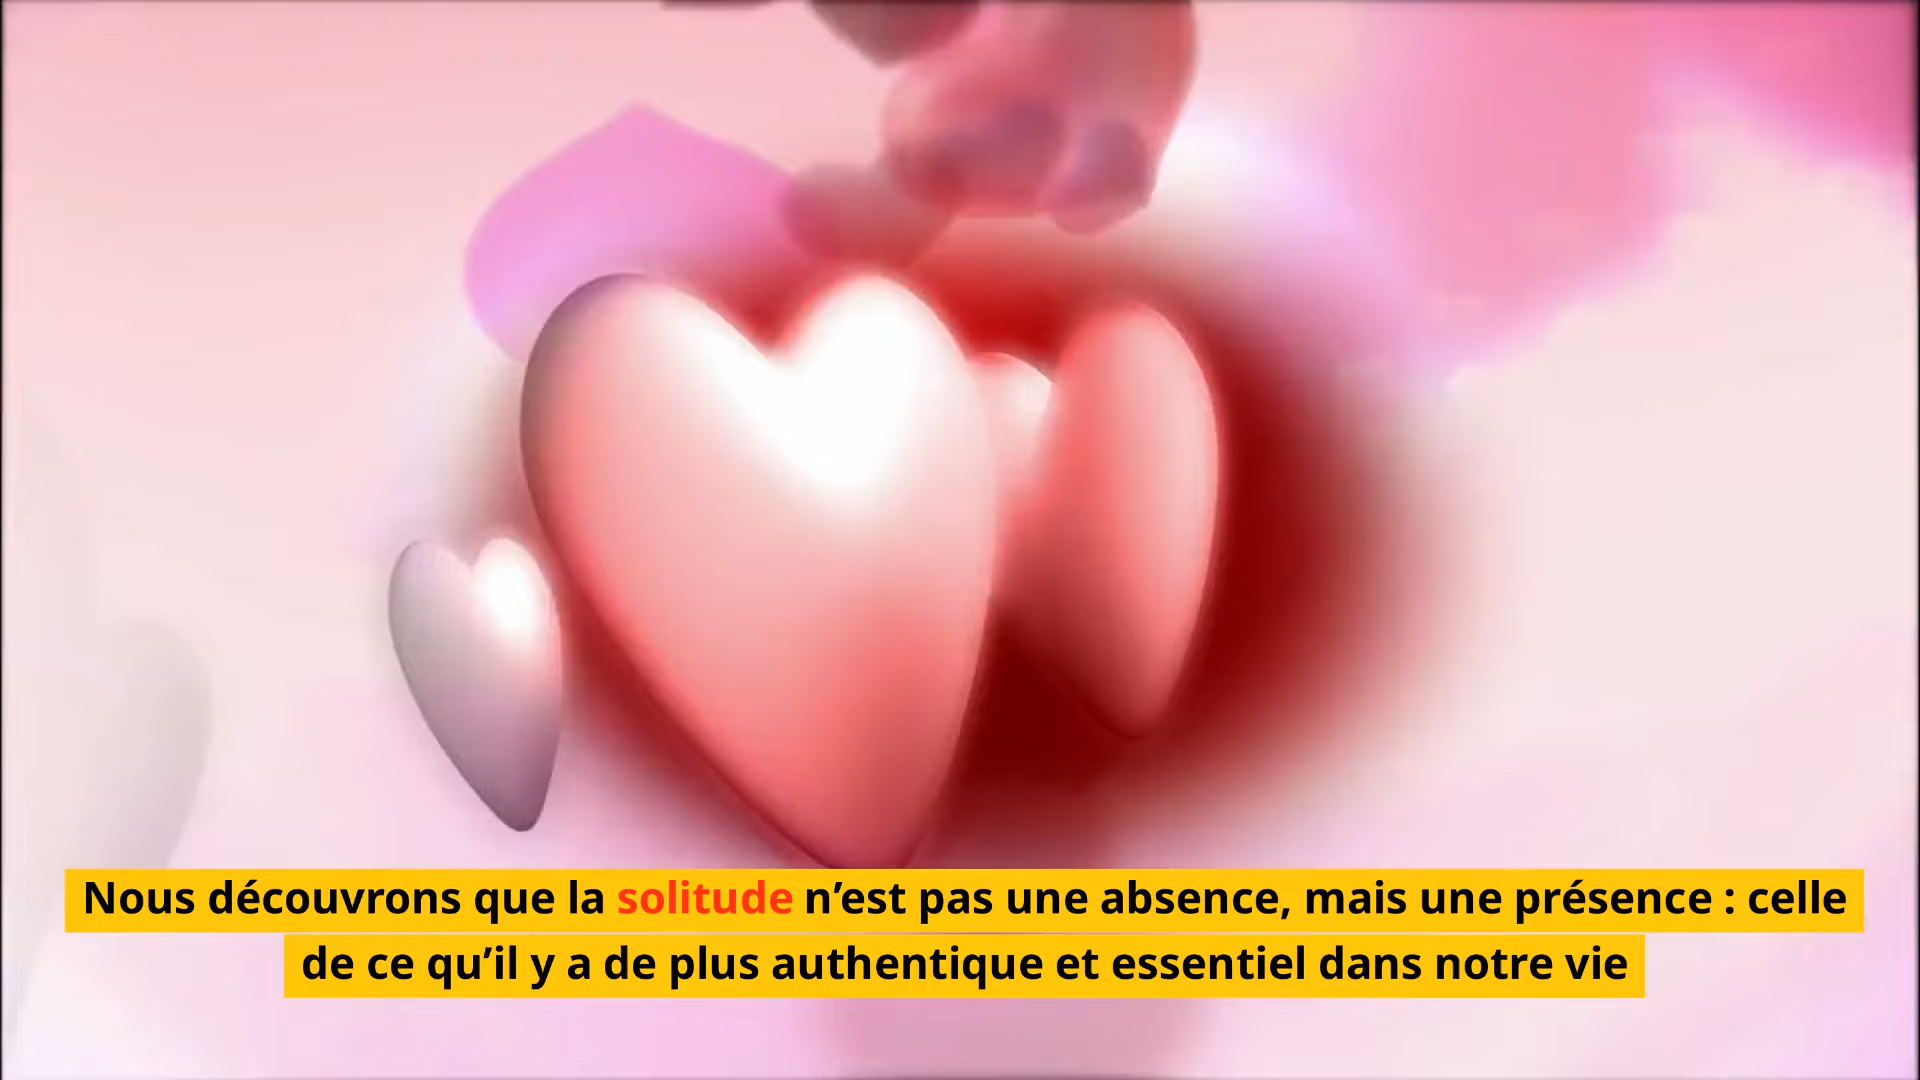 Nous découvrons que la solitude n’est pas une absence, mais une présence : celle
de ce qu’il y a de plus authentique et essentiel dans notre vie